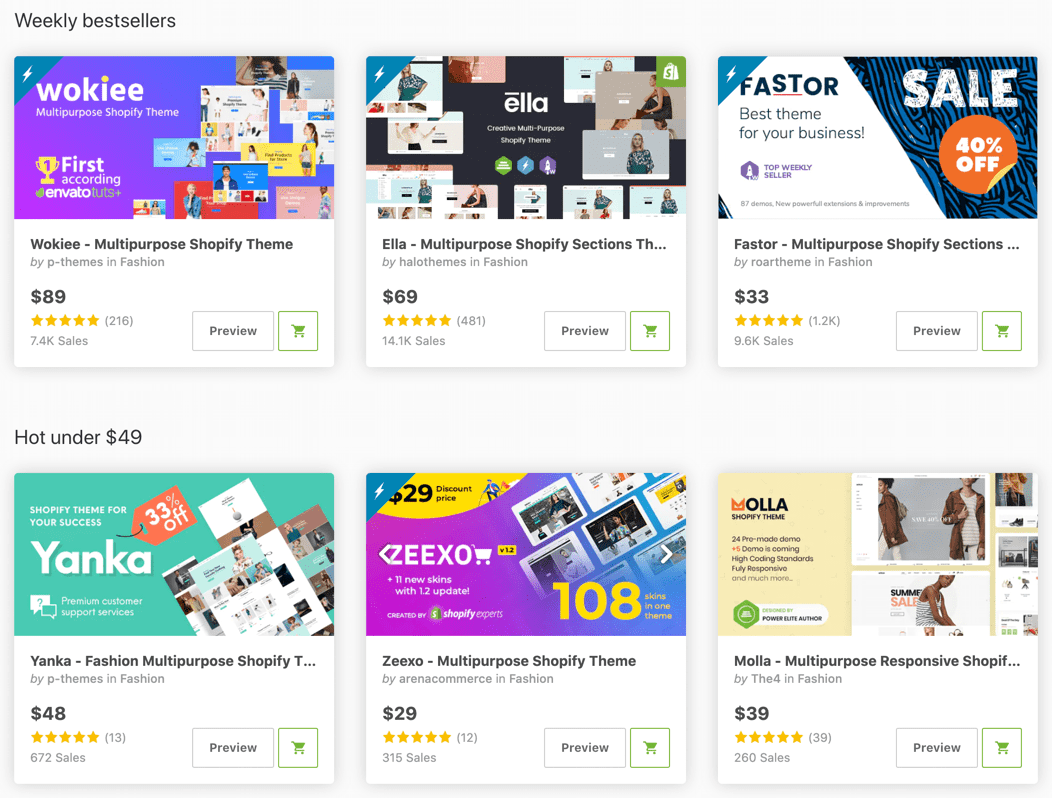 Weekly bestsellers
wokiee
Multipurpose Shopify Theme
1 First
according
envatotuts+
Wokiee - Multipurpose Shopify Theme
by p-themes in Fashion
$89
(216)
7.4K Sales
Preview
ella
Creative Multi-Purpose
Shopify Theme
Ella - Multipurpose Shopify Sections Th...
by halothemes in Fashion
$69
(481)
14.1K Sales
Preview
FASTOR
Best theme
for your business!
TOP WEEKLY
SELLER
87 demos, New powerful extensions & improvements
SALE
40%
OFF
Fastor - Multipurpose Shopify Sections ...
by roartheme in Fashion
$33
(1.2K)
9.6K Sales
Preview
Hot under $49
SHOPIFY THEME FOR
YOUR SUCCESS
33%
off
Yanka
Premium customer
support services
Yanka - Fashion Multipurpose Shopify T...
by p-themes in Fashion
$48
(13)
672 Sales
Preview
$29 Discount
price
ZEEXO v 1.2
+ 11 new skins
with 1.2 update!
CREATED BY shopify experts
108 skins
in one
theme
Zeexo - Multipurpose Shopify Theme
by arenacommerce in Fashion
$29
(12)
315 Sales
Preview
MOLLA
SHOPIFY THEME
24 Pre-made demo
+5 Demo is coming
High Coding Standards
Fuly Responsive
and much more...
DESIGNED BY
POWER ELITE AUTHOR
SAVE 40% OFF
SUMMER
SALE
Molla - Multipurpose Responsive Shopif...
by The4 in Fashion
$39
(39)
260 Sales
Preview